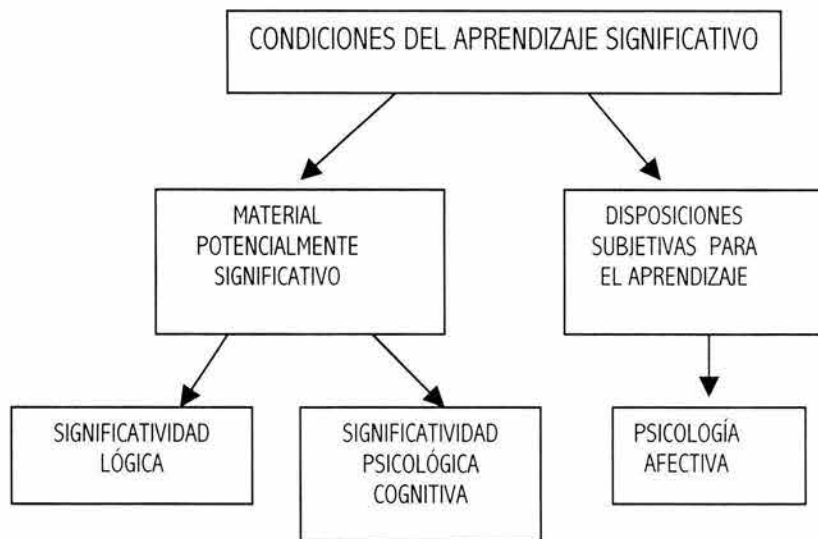 CONDICIONES DEL APRENDIZAJE SIGNIFICATIVO
MATERIAL
POTENCIALMENTE
SIGNIFICATIVO
DISPOSICIONES
SUBJETIVAS PARA
EL APRENDIZAJE
SIGNIFICATIVIDAD
LÓGICA
SIGNIFICATIVIDAD
PSICOLÓGICA
COGNITIVA
PSICOLOGÍA
AFECTIVA